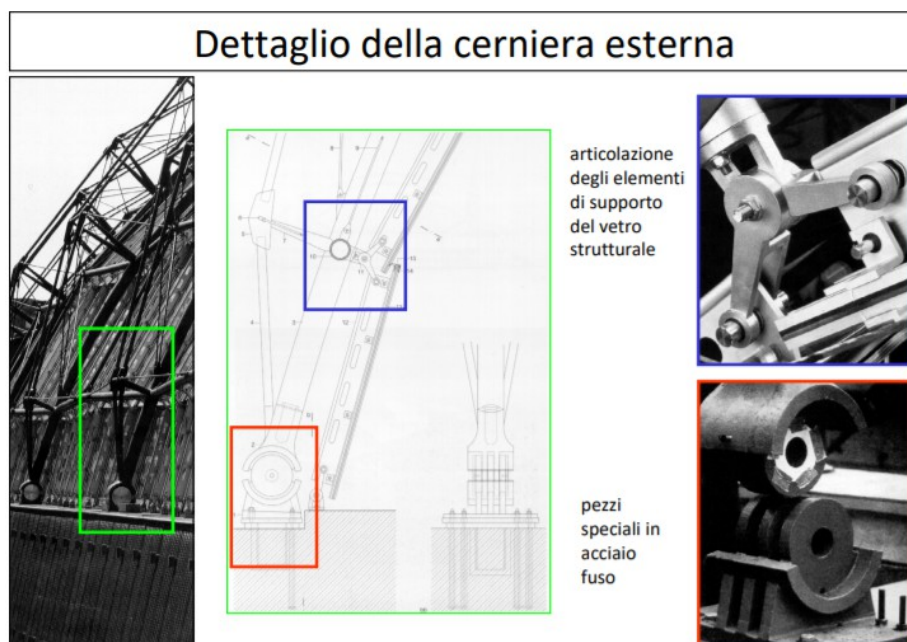 Dettaglio della cerniera esterna
articolazione
degli elementi
di supporto
del vetro
strutturale
pezzi
speciali in
acciaio
fuso